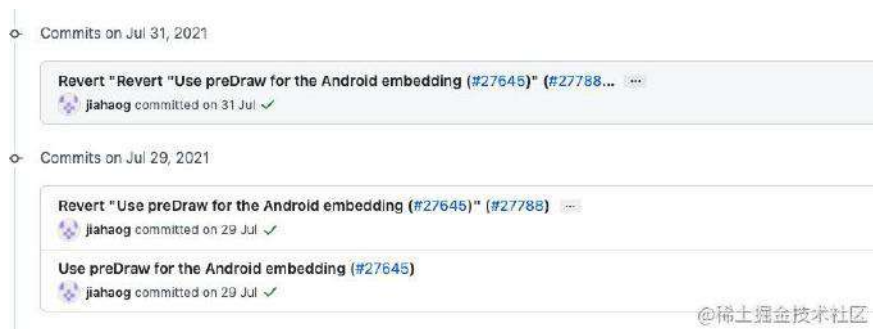 Commits on Jul 31, 2021
Revert "Revert "Use preDraw for the Android embedding (#27645)" (#27788... ...
jiahaog committed on 31 Jul ✓
Commits on Jul 29, 2021
Revert "Use preDraw for the Android embedding (#27645)" (#27788) ...
jiahaog committed on 29 Jul ✓
Use preDraw for the Android embedding (#27645)
jiahaog committed on 29 Jul ✓
@稀土掘金技术社区